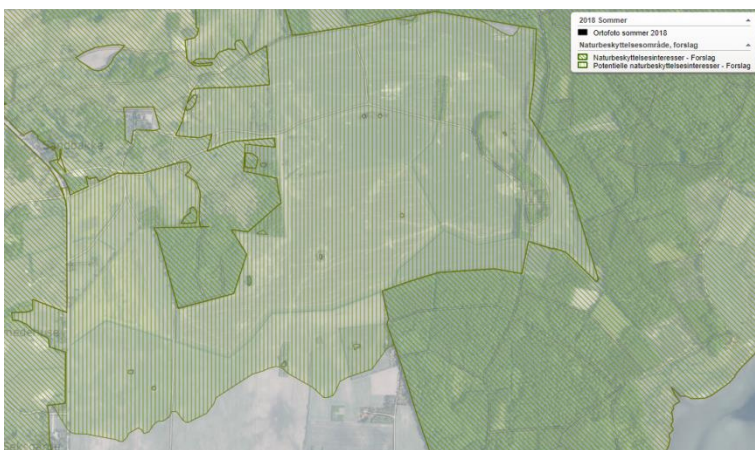 2018 Sommer
Ortofoto sommer 2018
Naturbeskyttelsesområde, forslag
Naturbeskyttelsesinteresser - Forslag
Potentielle naturbeskyttelsesinteresser - Forslag